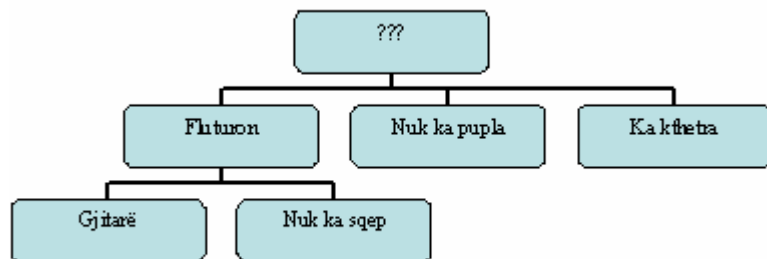 ???
Fluturon
Nuk ka pupla
Ka kthetra
Gjitarë
Nuk ka sqep